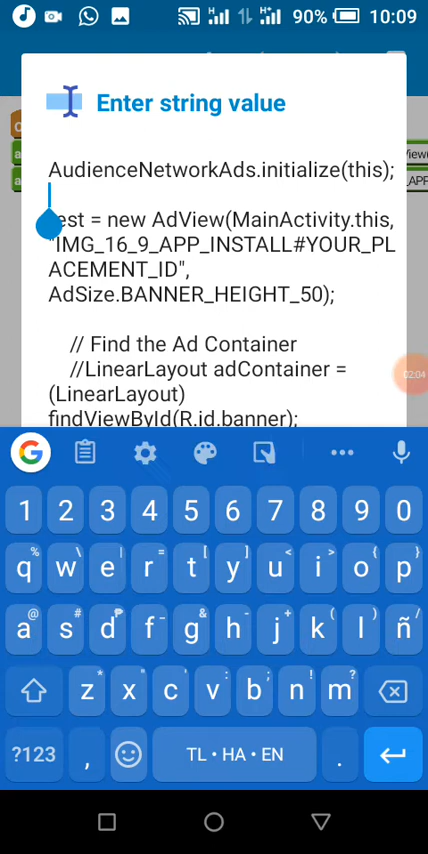 90% 10:09
Enter string value
AudienceNetworkAds.initialize(this);
est = new AdView(MainActivity.this,
"IMG_16_9_APP_INSTALL#YOUR_PL
ACEMENT_ID",
AdSize.BANNER_HEIGHT_50);
// Find the Ad Container
//LinearLayout adContainer =
(LinearLayout)
findViewById(R.id.banner);
02:04
1 2 3 4 5 6 7 8 9 0
% \ | = [ ] < > { }
q w e r t y u i o p
@ # ₱ _ & - + ( ) /
a s d f g h j k l ñ
* " ' : ; ! ?
z x c v b n m
?123 , TL • HA • EN .